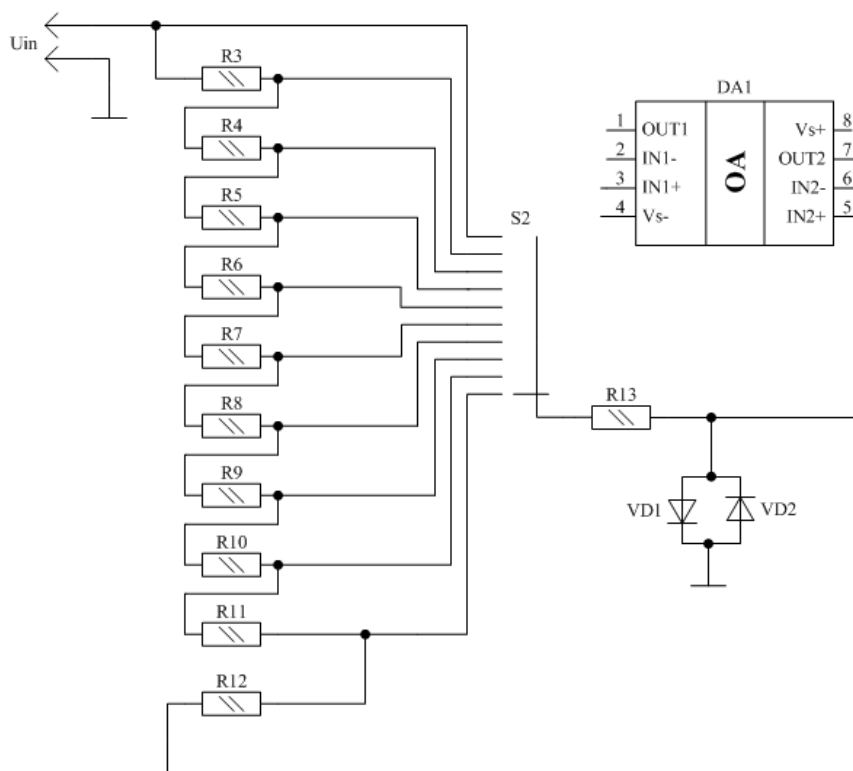 Uin
R3
R4
R5
R6
R7
R8
R9
R10
R11
R12
S2
R13
VD1
VD2
DA1
1 OUT1
2 IN1-
3 IN1+
4 Vs-
OA
Vs+ 8
OUT2 7
IN2- 6
IN2+ 5